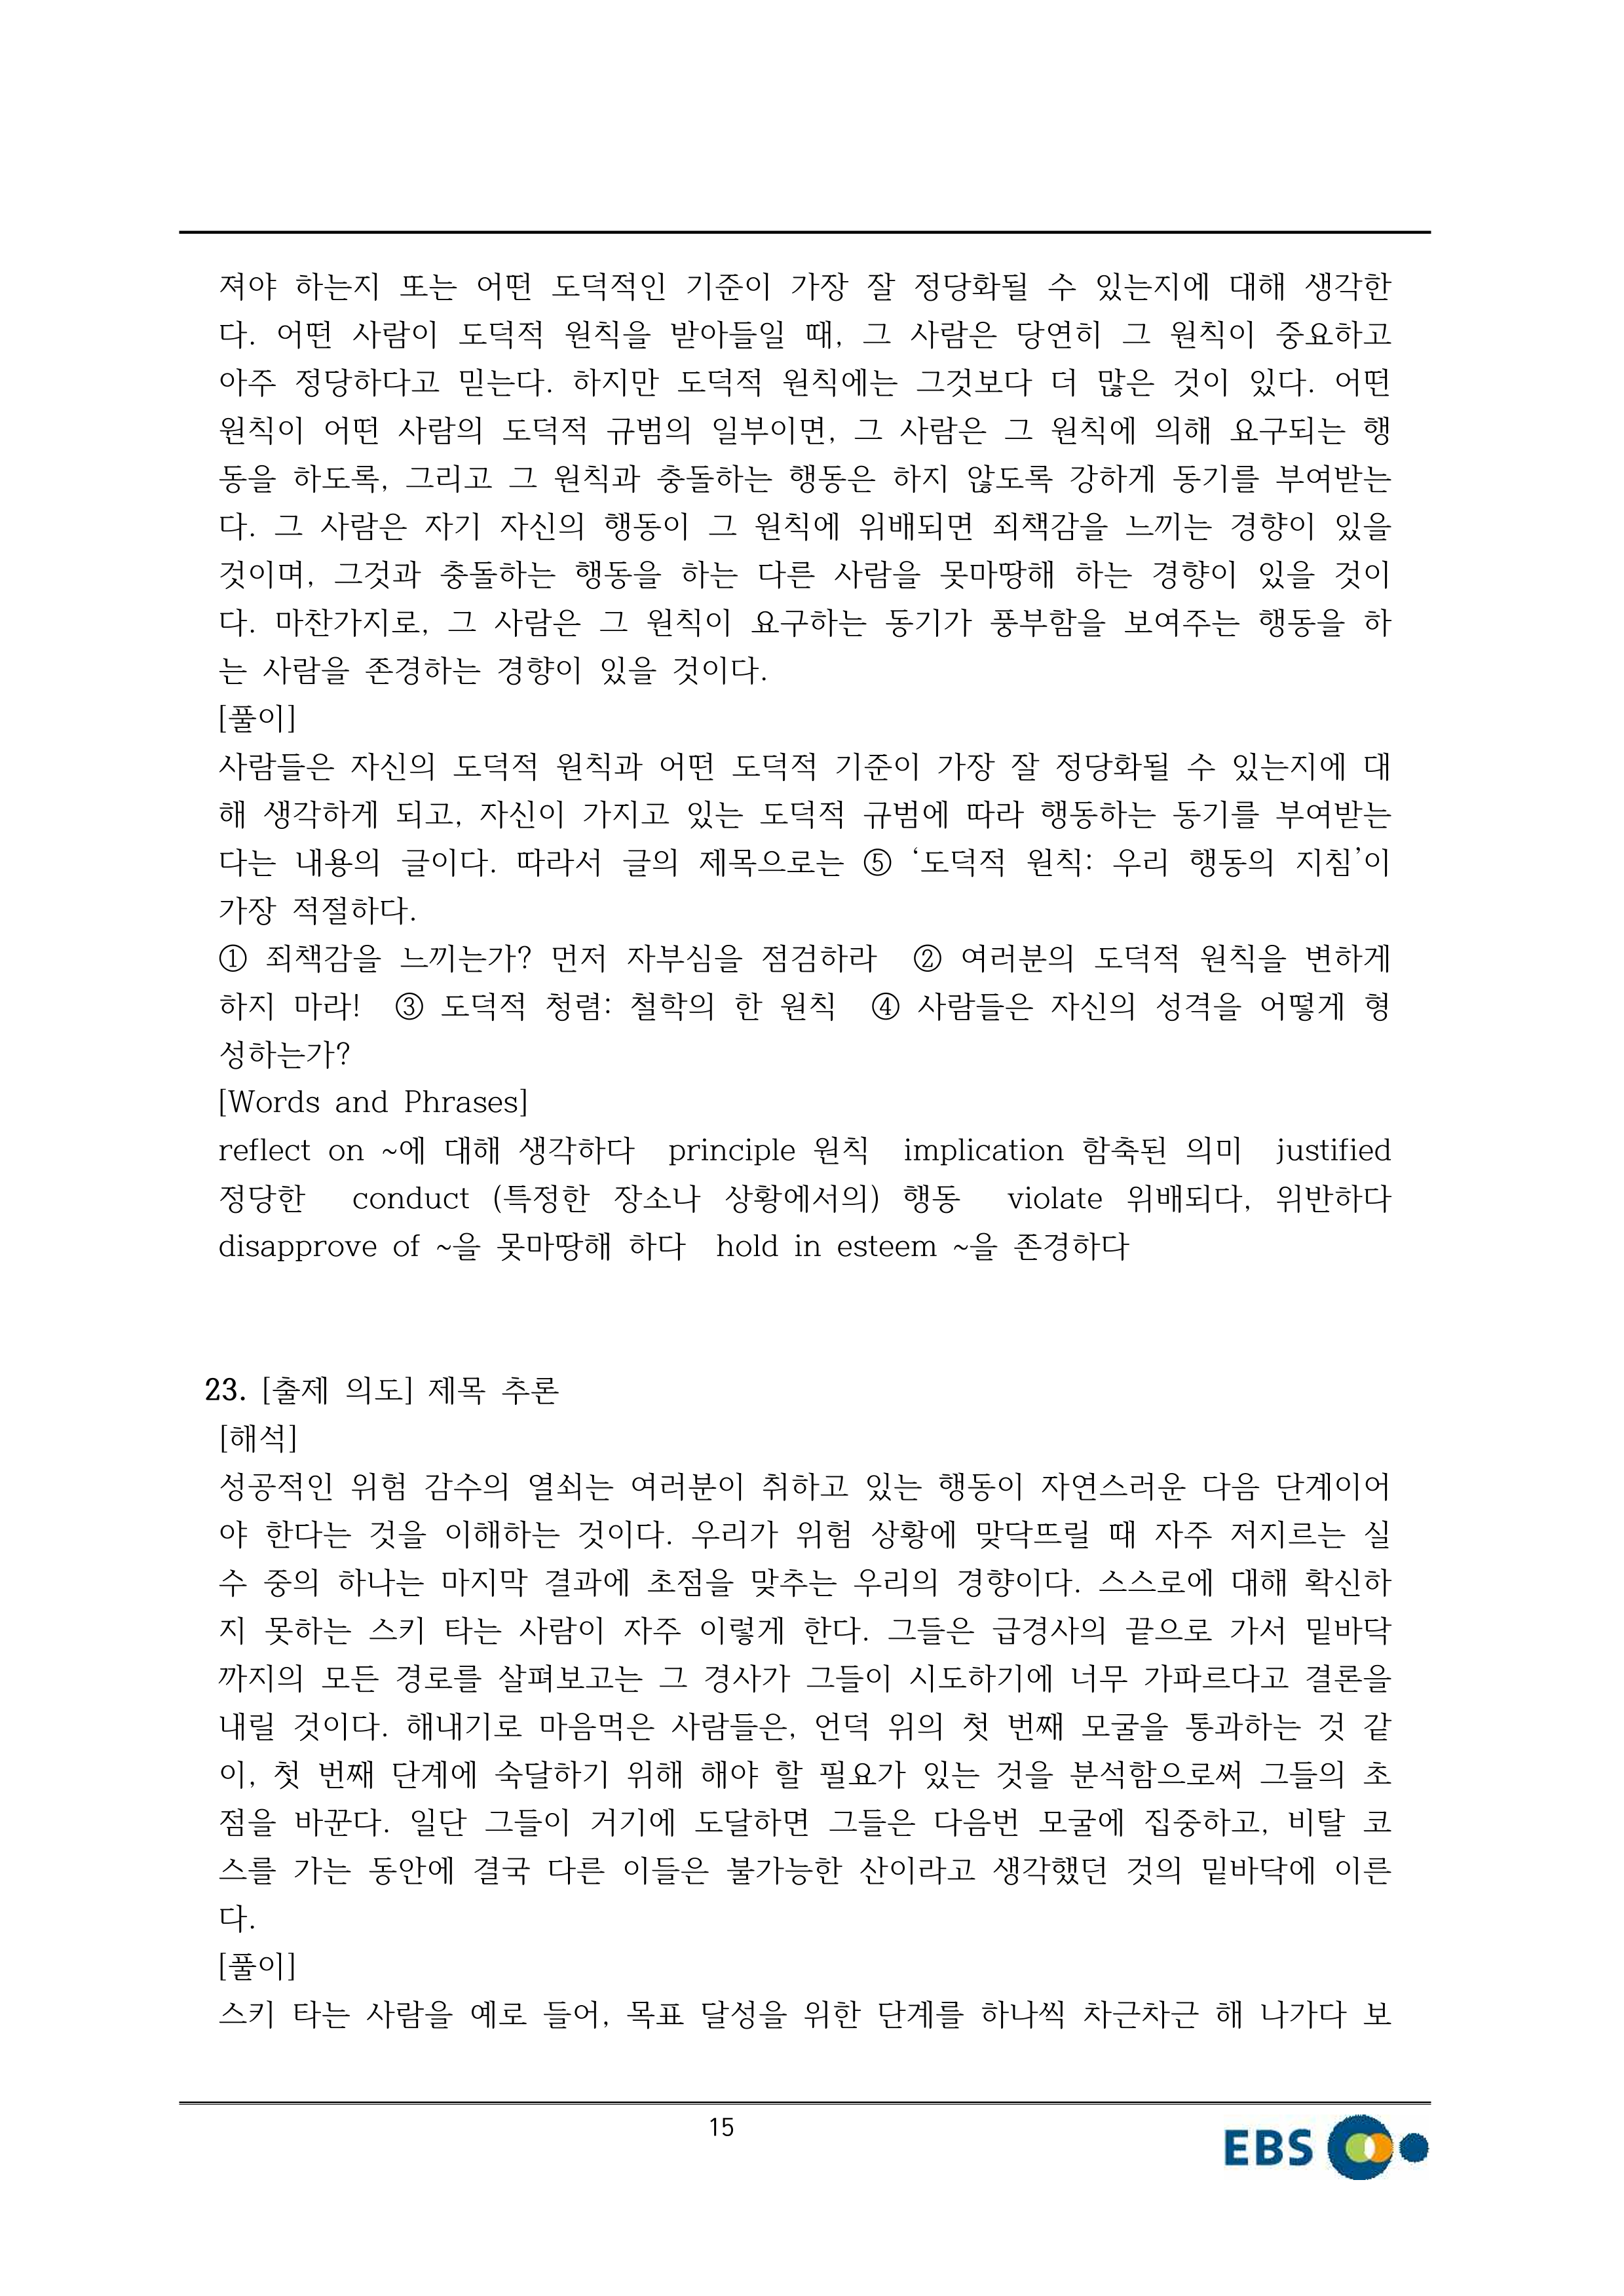 져야 하는지 또는 어떤 도덕적인 기준이 가장 잘 정당화될 수 있는지에 대해 생각한
다. 어떤 사람이 도덕적 원칙을 받아들일 때, 그 사람은 당연히 그 원칙이 중요하고
아주 정당하다고 믿는다. 하지만 도덕적 원칙에는 그것보다 더 많은 것이 있다. 어떤
원칙이 어떤 사람의 도덕적 규범의 일부이면, 그 사람은 그 원칙에 의해 요구되는 행
동을 하도록, 그리고 그 원칙과 충돌하는 행동은 하지 않도록 강하게 동기를 부여받는
다. 그 사람은 자기 자신의 행동이 그 원칙에 위배되면 죄책감을 느끼는 경향이 있을
것이며, 그것과 충돌하는 행동을 하는 다른 사람을 못마땅해 하는 경향이 있을 것이
다. 마찬가지로, 그 사람은 그 원칙이 요구하는 동기가 풍부함을 보여주는 행동을 하
는 사람을 존경하는 경향이 있을 것이다.
[풀이]
사람들은 자신의 도덕적 원칙과 어떤 도덕적 기준이 가장 잘 정당화될 수 있는지에 대
해 생각하게 되고, 자신이 가지고 있는 도덕적 규범에 따라 행동하는 동기를 부여받는
다는 내용의 글이다. 따라서 글의 제목으로는 ⑤ ‘도덕적 원칙: 우리 행동의 지침’이
가장 적절하다.
① 죄책감을 느끼는가? 먼저 자부심을 점검하라 ② 여러분의 도덕적 원칙을 변하게
하지 마라! ③ 도덕적 청렴: 철학의 한 원칙 ④ 사람들은 자신의 성격을 어떻게 형
성하는가?
[Words and Phrases]
reflect on ~에 대해 생각하다 principle 원칙 implication 함축된 의미 justified
정당한 conduct (특정한 장소나 상황에서의) 행동 violate 위배되다, 위반하다
disapprove of ~을 못마땅해 하다 hold in esteem ~을 존경하다
23. [출제 의도] 제목 추론
[해석]
성공적인 위험 감수의 열쇠는 여러분이 취하고 있는 행동이 자연스러운 다음 단계이어
야 한다는 것을 이해하는 것이다. 우리가 위험 상황에 맞닥뜨릴 때 자주 저지르는 실
수 중의 하나는 마지막 결과에 초점을 맞추는 우리의 경향이다. 스스로에 대해 확신하
지 못하는 스키 타는 사람이 자주 이렇게 한다. 그들은 급경사의 끝으로 가서 밑바닥
까지의 모든 경로를 살펴보고는 그 경사가 그들이 시도하기에 너무 가파르다고 결론을
내릴 것이다. 해내기로 마음먹은 사람들은, 언덕 위의 첫 번째 모굴을 통과하는 것 같
이, 첫 번째 단계에 숙달하기 위해 해야 할 필요가 있는 것을 분석함으로써 그들의 초
점을 바꾼다. 일단 그들이 거기에 도달하면 그들은 다음번 모굴에 집중하고, 비탈 코
스를 가는 동안에 결국 다른 이들은 불가능한 산이라고 생각했던 것의 밑바닥에 이른
다.
[풀이]
스키 타는 사람을 예로 들어, 목표 달성을 위한 단계를 하나씩 차근차근 해 나가다 보
15
EBS